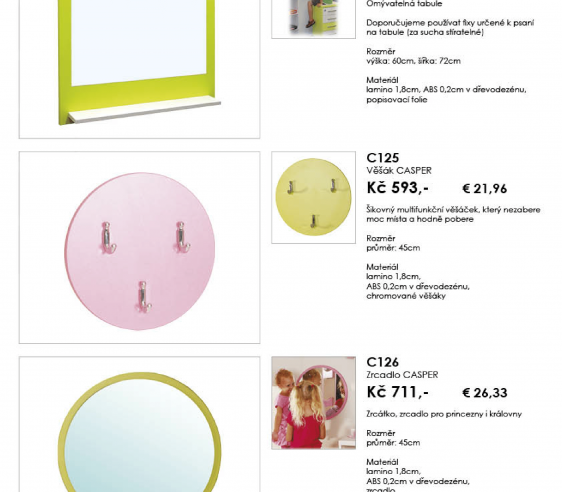 Omyvatelná tabule
Doporučujeme používat fixy určené k psaní
na tabule (za sucha stíratelné)
Rozměr
výška: 60cm, šířka: 72cm
Materiál
lamino 1,8cm, ABS 0,2cm v dřevodezénu,
popisovací folie
C125
Věšák CASPER
Kč 593,- € 21,96
Šikovný multifunkční věšáček, který nezabere
moc místa a hodně pobere
Rozměr
průměr: 45cm
Materiál
lamino 1,8cm,
ABS 0,2cm v dřevodezénu,
chromované věšáky
C126
Zrcadlo CASPER
Kč 711,- € 26,33
Zrcátko, zrcadlo pro princezny i královny
Rozměr
průměr: 45cm
Materiál
lamino 1,8cm,
ABS 0,2cm v dřevodezénu,
zrcadlo